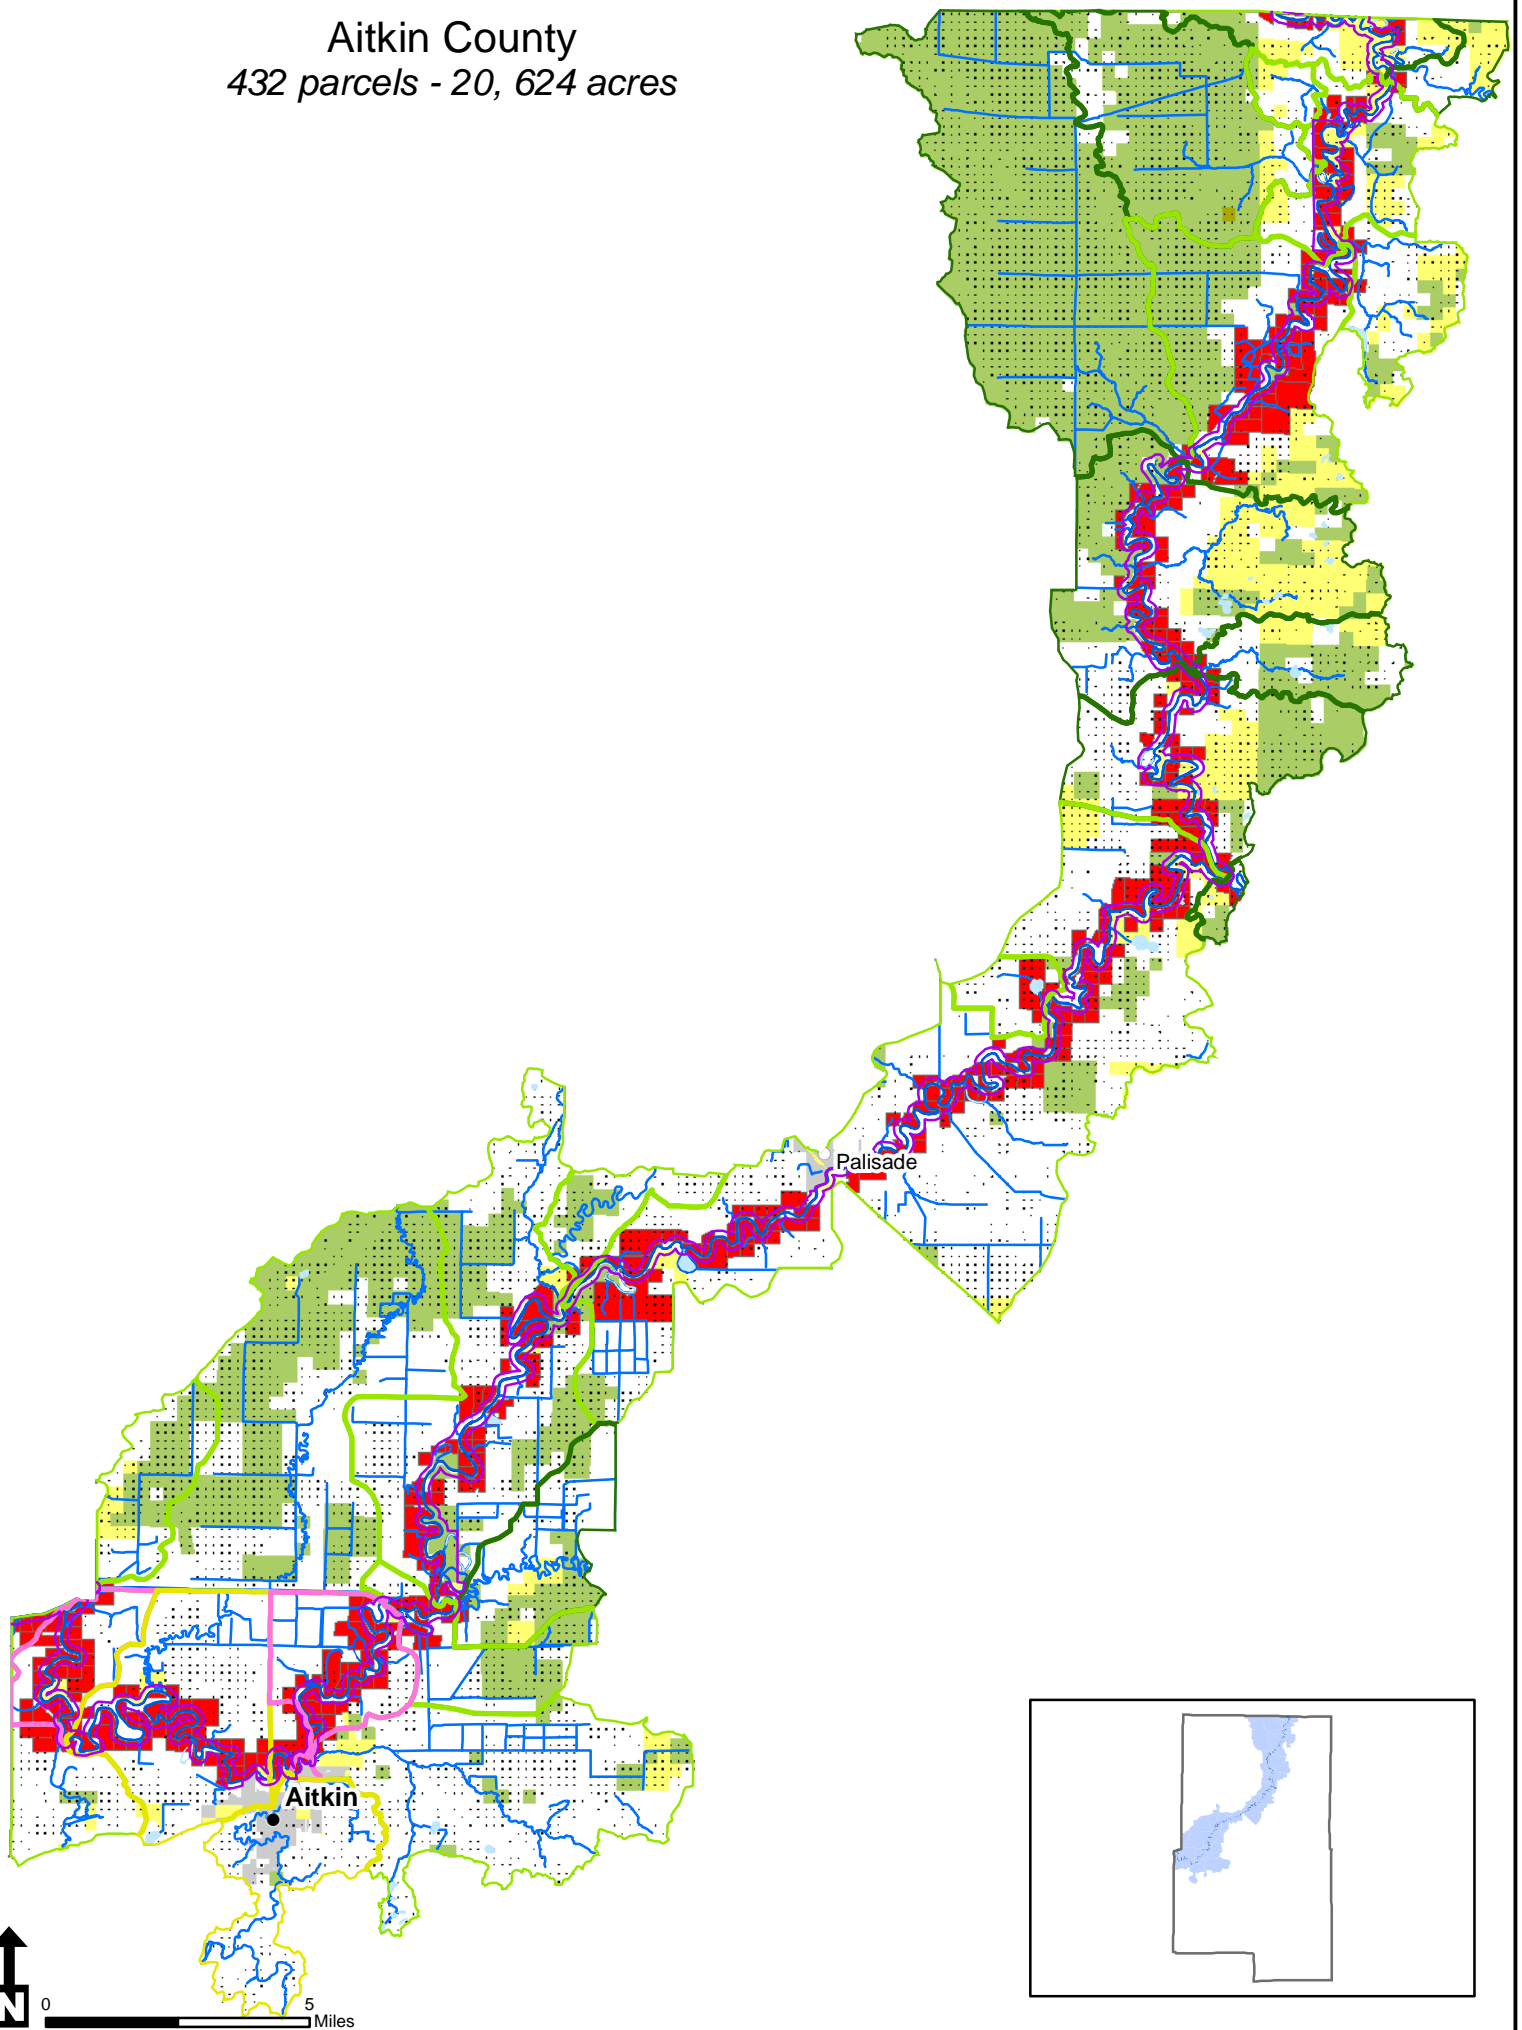 Aitkin County
432 parcels - 20, 624 acres
Palisade
Aitkin
N
0 5
Miles